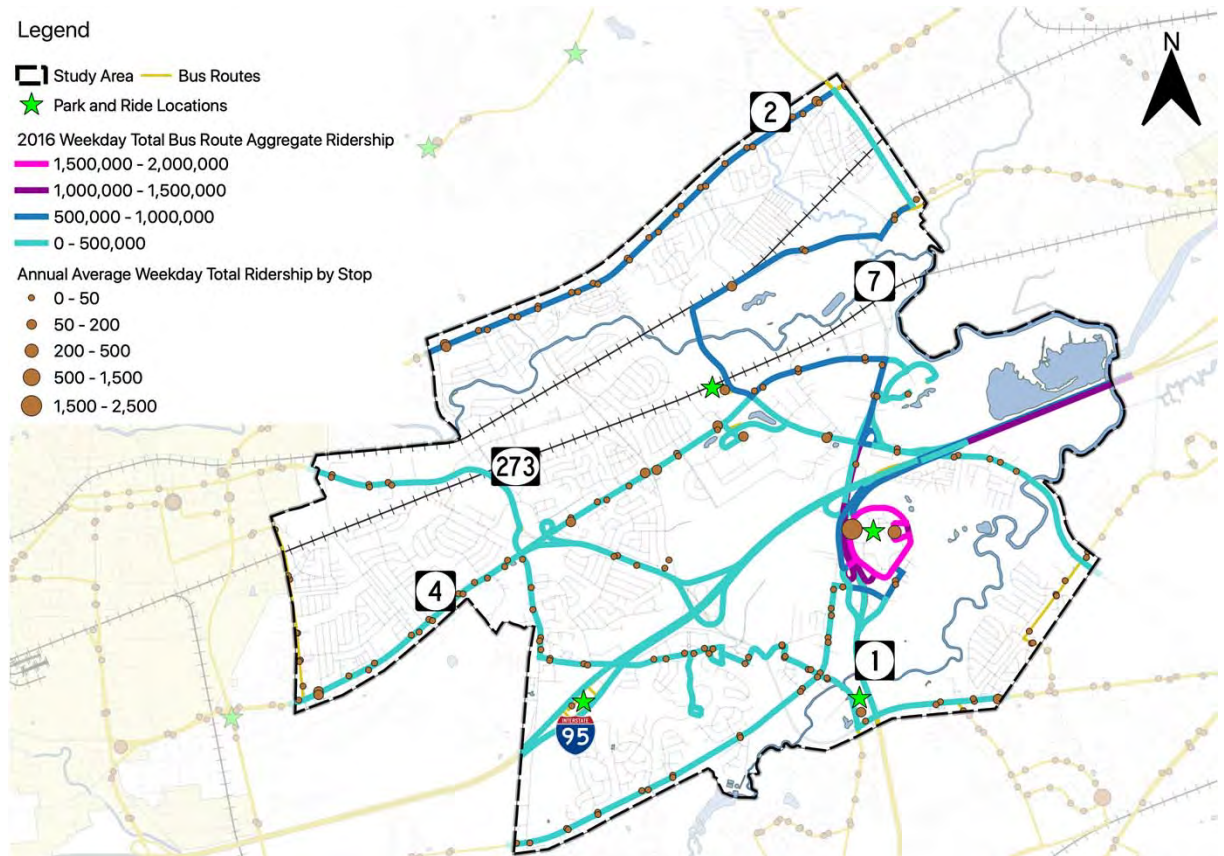 Legend
Study Area
Bus Routes
Park and Ride Locations
2016 Weekday Total Bus Route Aggregate Ridership
1,500,000 - 2,000,000
1,000,000 - 1,500,000
500,000 - 1,000,000
0 - 500,000
Annual Average Weekday Total Ridership by Stop
0 - 50
50 - 200
200 - 500
500 - 1,500
1,500 - 2,500
N
2
7
273
4
1
INTERSTATE
95